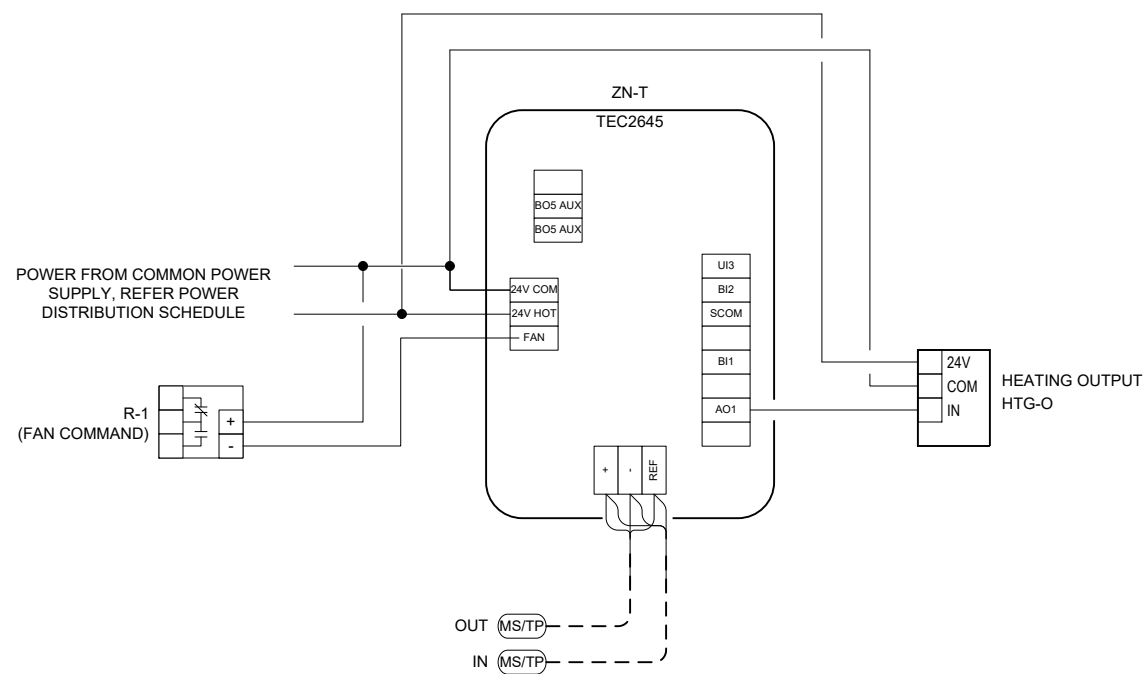 ZN-T
TEC2645
BO5 AUX
BO5 AUX
POWER FROM COMMON POWER
SUPPLY, REFER POWER
DISTRIBUTION SCHEDULE
24V COM
24V HOT
FAN
UI3
BI2
SCOM
BI1
AO1
24V
COM
IN
HEATING OUTPUT
HTG-O
R-1
(FAN COMMAND)
+
-
+
-
REF
OUT
MS/TP
IN
MS/TP